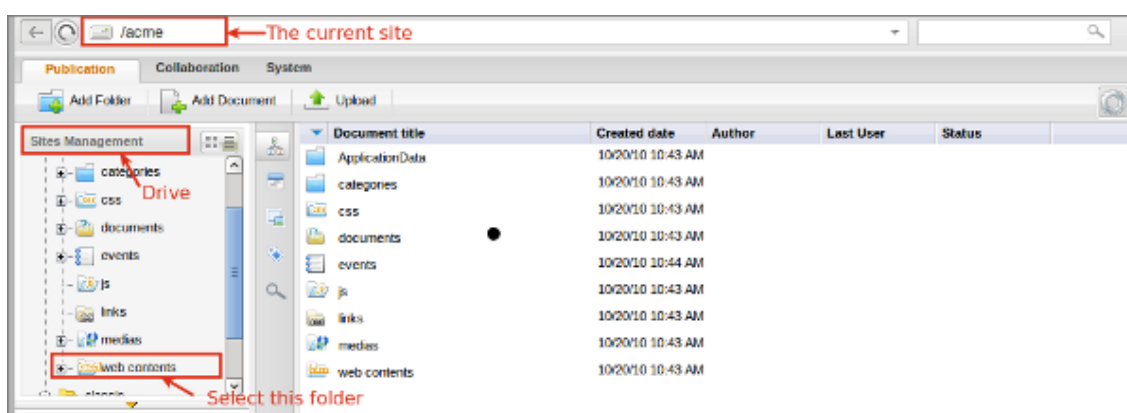 /acme The current site
Publication Collaboration System
Add Folder Add Document Upload
Sites Management
Drive
categories
css
documents
events
js
links
medias
web contents
classic
Select this folder
Document title Created date Author Last User Status
ApplicationData 10/20/10 10:43 AM
categories 10/20/10 10:43 AM
css 10/20/10 10:43 AM
documents 10/20/10 10:43 AM
events 10/20/10 10:44 AM
js 10/20/10 10:43 AM
links 10/20/10 10:43 AM
medias 10/20/10 10:43 AM
web contents 10/20/10 10:43 AM